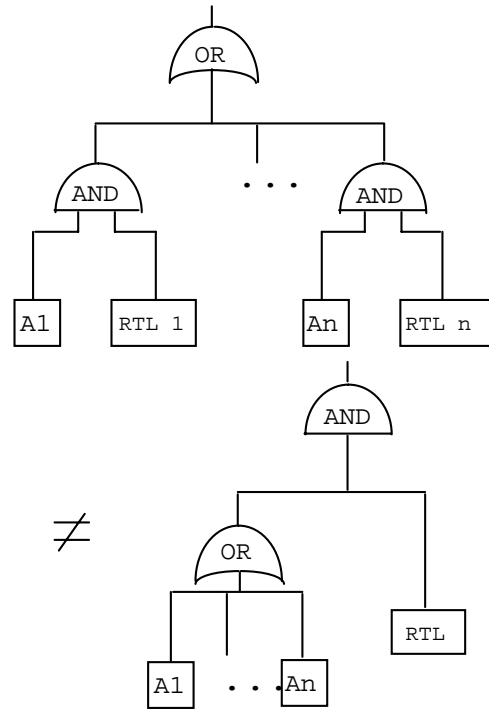 OR
AND
. . .
AND
A1
RTL 1
An
RTL n
AND
≠
OR
RTL
A1
. . .
An